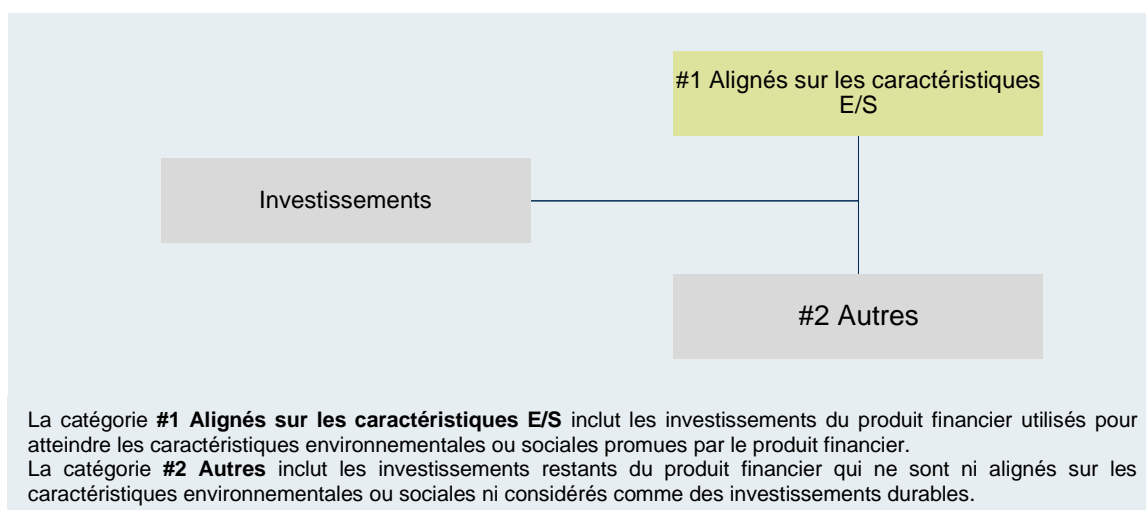 #1 Alignés sur les caractéristiques
E/S
Investissements
#2 Autres
La catégorie #1 Alignés sur les caractéristiques E/S inclut les investissements du produit financier utilisés pour
atteindre les caractéristiques environnementales ou sociales promues par le produit financier.
La catégorie #2 Autres inclut les investissements restants du produit financier qui ne sont ni alignés sur les
caractéristiques environnementales ou sociales ni considérés comme des investissements durables.